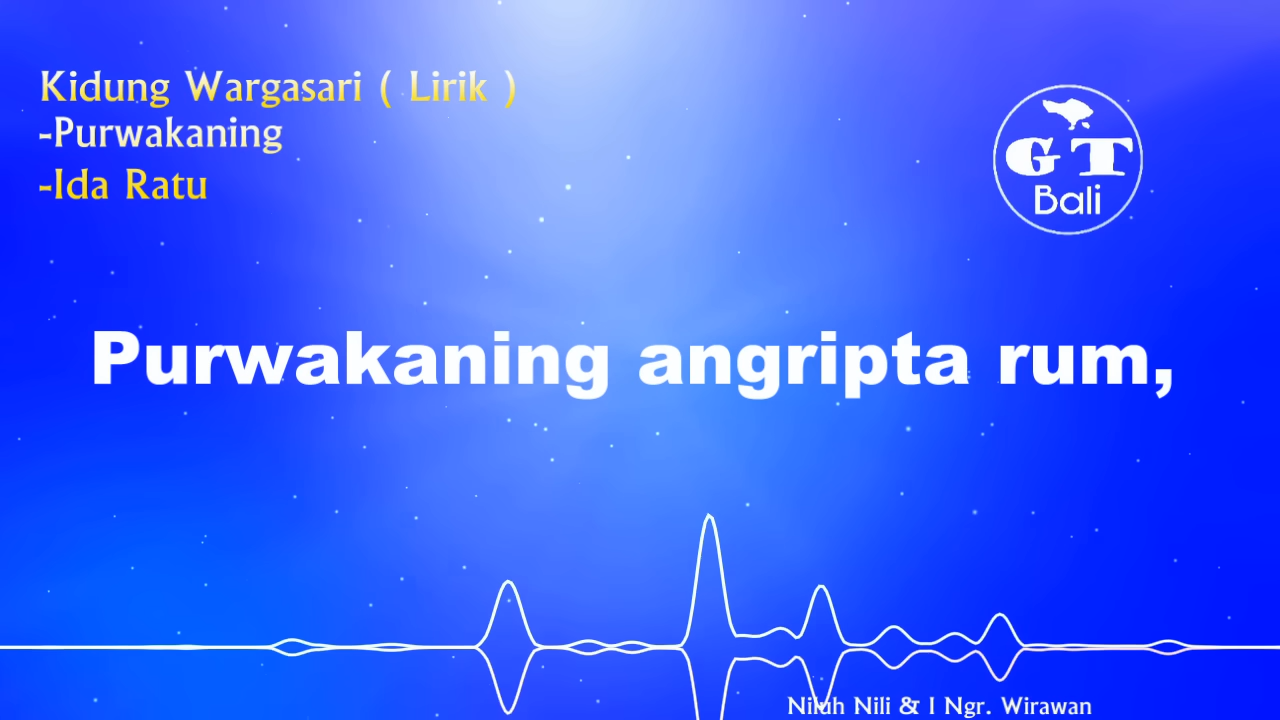 Kidung Wargasari ( Lirik )
-Purwakaning
-Ida Ratu
GT
Bali
Purwakaning angripta rum,
Niluh Nili & I Ngr. Wirawan